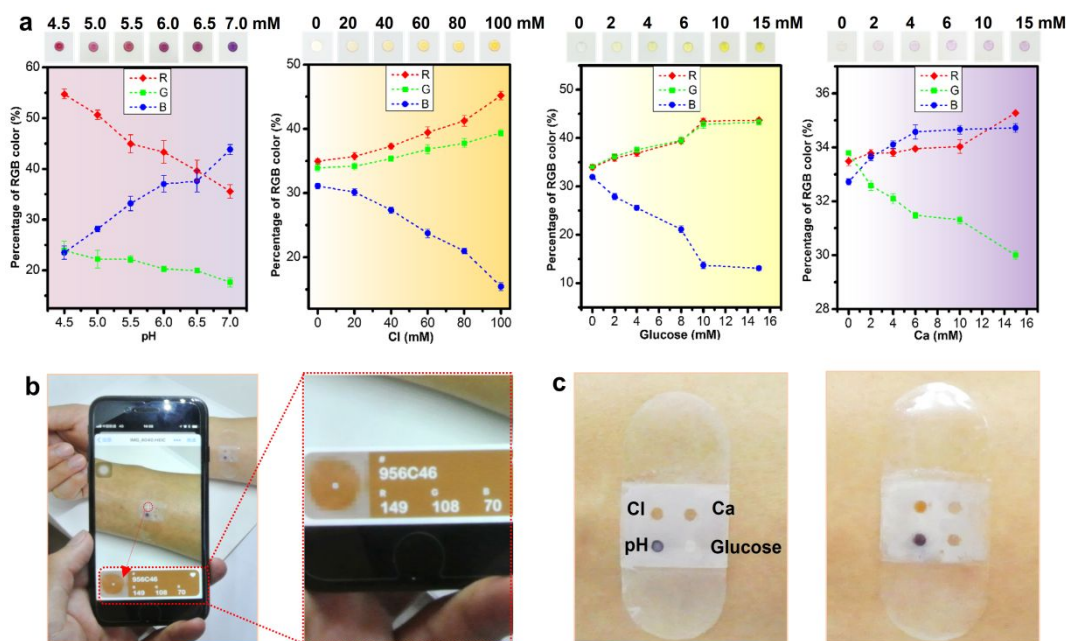 a
4.5 5.0 5.5 6.0 6.5 7.0 mM
0 20 40 60 80 100 mM
0 2 4 6 10 15 mM
0 2 4 6 10 15 mM
R
G
B
Percentage of RGB color (%)
60
50
40
30
20
4.5 5.0 5.5 6.0 6.5 7.0
pH
R
G
B
Percentage of RGB color (%)
50
40
30
20
0 20 40 60 80 100
Cl (mM)
R
G
B
Percentage of RGB color (%)
50
40
30
20
10
0 2 4 6 8 10 12 14 16
Glucose (mM)
R
G
B
Percentage of RGB color (%)
36
34
32
30
28
0 2 4 6 8 10 12 14 16
Ca (mM)
b
956C46
149 108 70
#
956C46
R G B
149 108 70
c
Cl Ca
pH Glucose